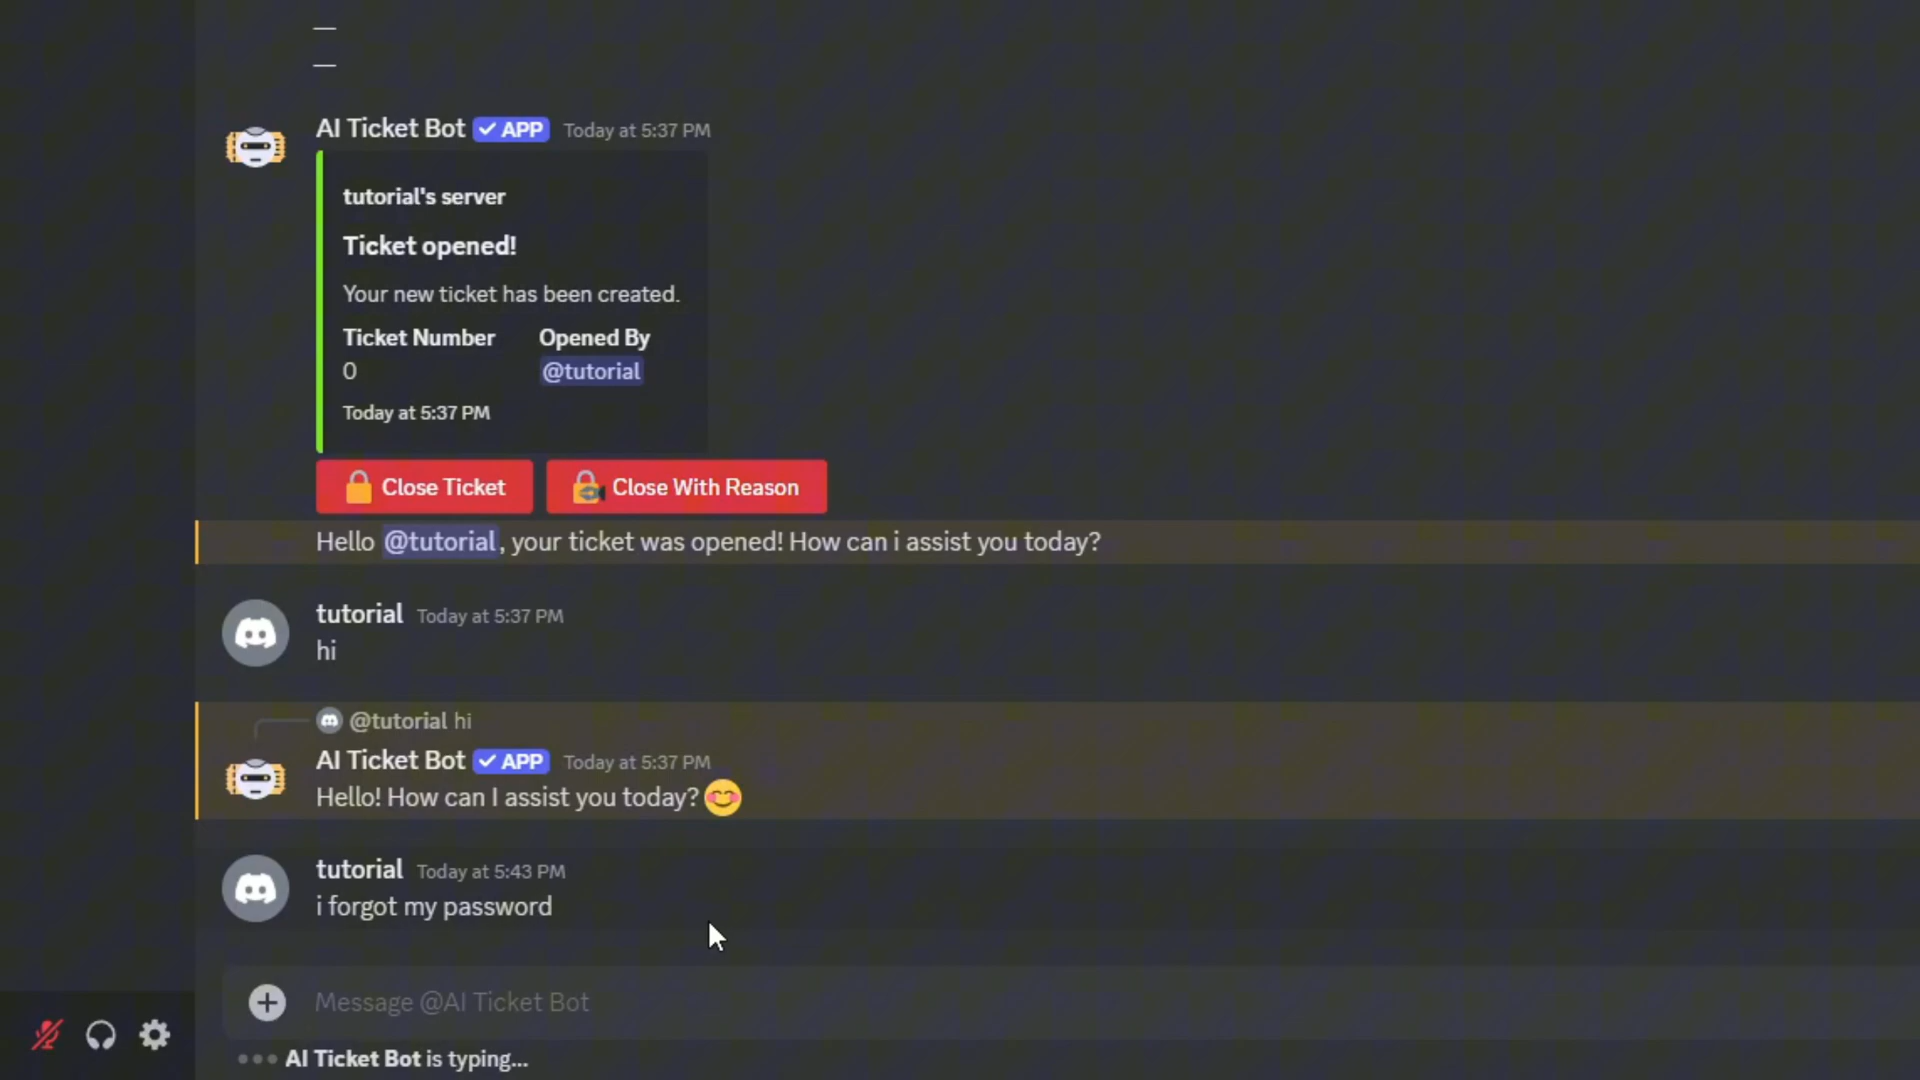 AI Ticket Bot ✓ APP Today at 5:37 PM
tutorial's server
Ticket opened!
Your new ticket has been created.
Ticket Number Opened By
0 @tutorial
Today at 5:37 PM
Close Ticket Close With Reason
Hello @tutorial, your ticket was opened! How can i assist you today?
tutorial Today at 5:37 PM
hi
@tutorial hi
AI Ticket Bot ✓ APP Today at 5:37 PM
Hello! How can I assist you today? 😊
tutorial Today at 5:43 PM
i forgot my password
Message @AI Ticket Bot
AI Ticket Bot is typing...